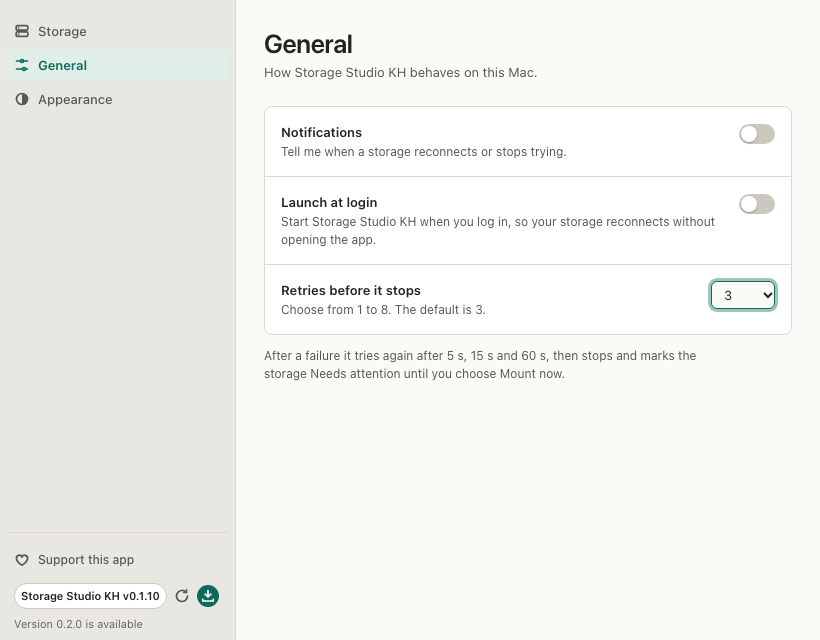 Storage
General
Appearance
General
How Storage Studio KH behaves on this Mac.
Notifications
Tell me when a storage reconnects or stops trying.
Launch at login
Start Storage Studio KH when you log in, so your storage reconnects without
opening the app.
Retries before it stops
Choose from 1 to 8. The default is 3.
3
After a failure it tries again after 5 s, 15 s and 60 s, then stops and marks the
storage Needs attention until you choose Mount now.
Support this app
Storage Studio KH v0.1.10
Version 0.2.0 is available